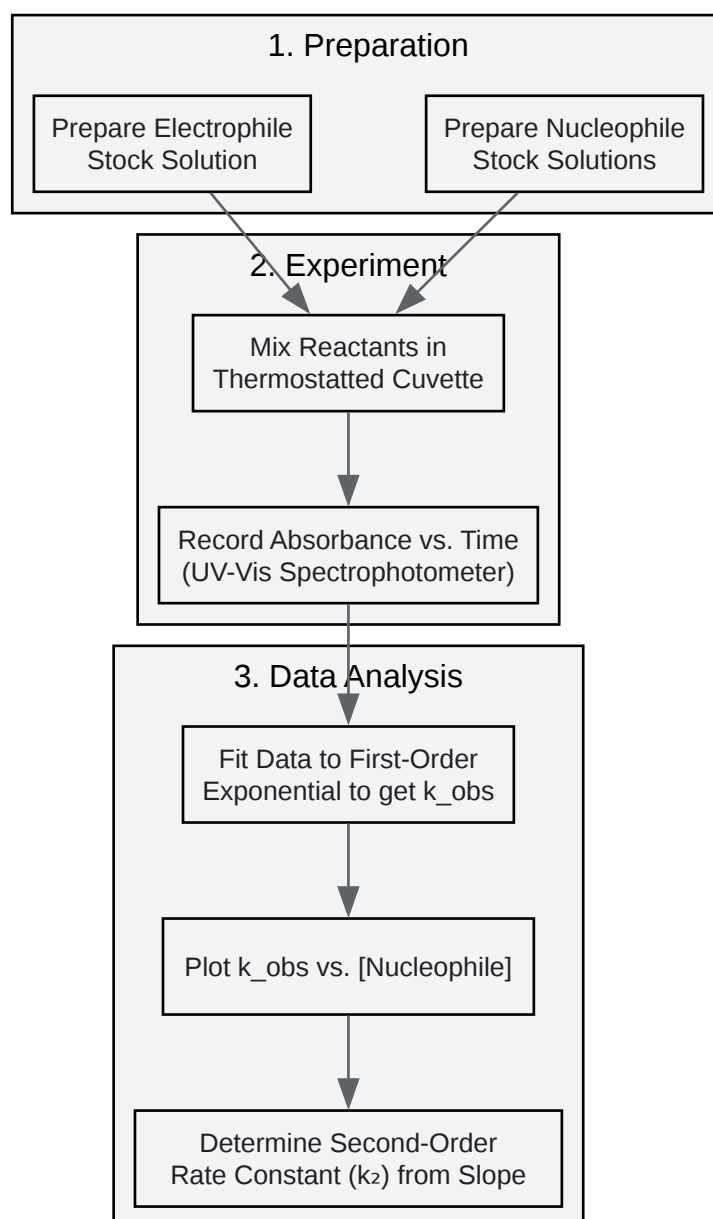 1. Preparation
Prepare Electrophile
Stock Solution
Prepare Nucleophile
Stock Solutions
2. Experiment
Mix Reactants in
Thermostatted Cuvette
Record Absorbance vs. Time
(UV-Vis Spectrophotometer)
3. Data Analysis
Fit Data to First-Order
Exponential to get k_obs
Plot k_obs vs. [Nucleophile]
Determine Second-Order
Rate Constant (k₂) from Slope